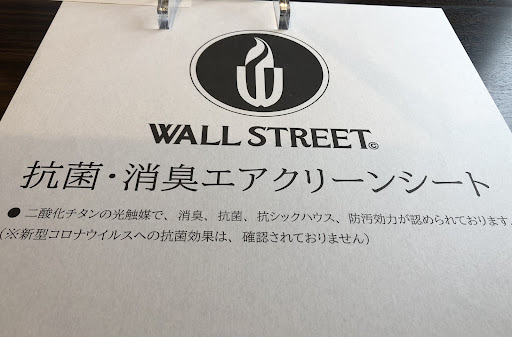 WALL STREET©
抗菌・消臭エアクリーンシート
● 二酸化チタンの光触媒で、消臭、抗菌、抗シックハウス、防汚効力が認められております。
(※新型コロナウイルスへの抗菌効果は、確認されておりません)